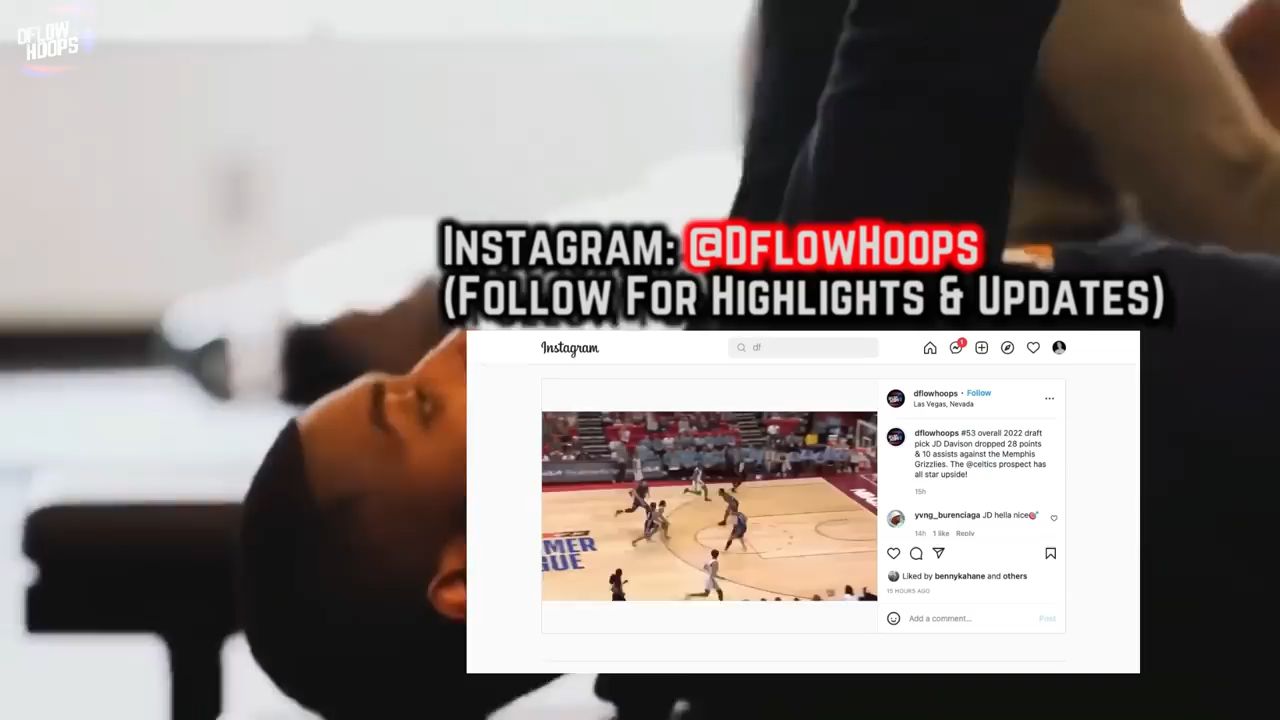 DFLOW
HOOPS
INSTAGRAM: @DFLOWHOOPS
(FOLLOW FOR HIGHLIGHTS & UPDATES)
Instagram
df
1
dflowhoops • Follow
Las Vegas, Nevada
dflowhoops #53 overall 2022 draft
pick JD Davison dropped 28 points
& 10 assists against the Memphis
Grizzlies. The @celtics prospect has
all star upside!
15h
yvng_burenciaga JD hella nice
14h 1 like Reply
Liked by bennykahane and others
15 HOURS AGO
Add a comment... Post
MER
GUE